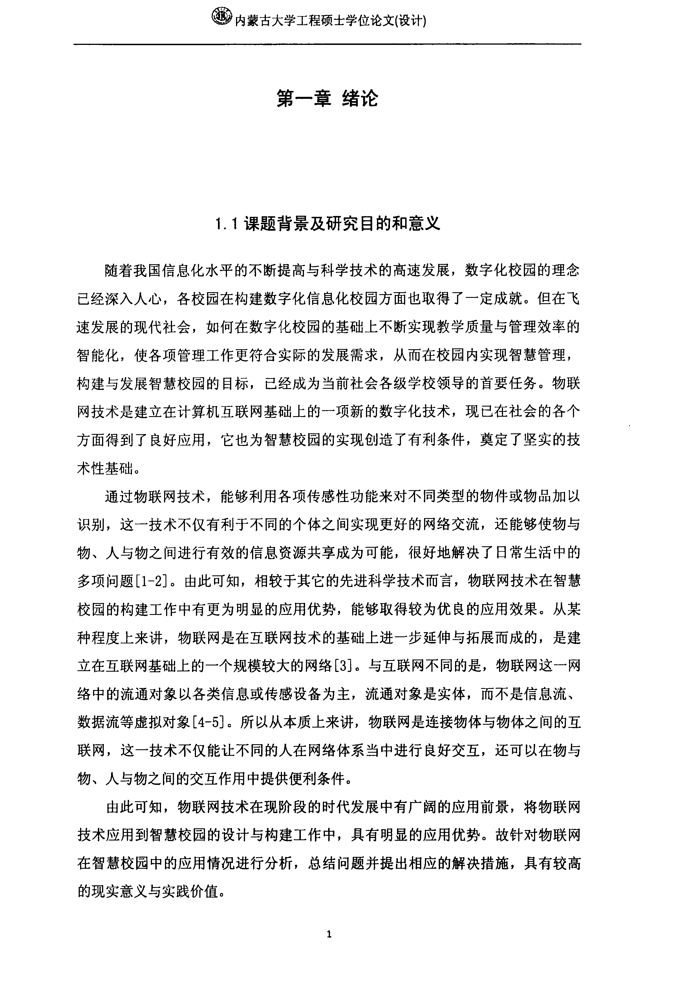 内蒙古大学工程硕士学位论文(设计)
第一章 绪论
1.1 课题背景及研究目的和意义
随着我国信息化水平的不断提高与科学技术的高速发展，数字化校园的理念
已经深入人心，各校园在构建数字化信息化校园方面也取得了一定成就。但在飞
速发展的现代社会，如何在数字化校园的基础上不断实现教学质量与管理效率的
智能化，使各项管理工作更符合实际的发展需求，从而在校园内实现智慧管理，
构建与发展智慧校园的目标，已经成为当前社会各级学校领导的首要任务。物联
网技术是建立在计算机互联网基础上的一项新的数字化技术，现已在社会的各个
方面得到了良好应用，它也为智慧校园的实现创造了有利条件，奠定了坚实的技
术性基础。
通过物联网技术，能够利用各项传感性功能来对不同类型的物件或物品加以
识别，这一技术不仅有利于不同的个体之间实现更好的网络交流，还能够使物与
物、人与物之间进行有效的信息资源共享成为可能，很好地解决了日常生活中的
多项问题[1-2]。由此可知，相较于其它的先进科学技术而言，物联网技术在智慧
校园的构建工作中有更为明显的应用优势，能够取得较为优良的应用效果。从某
种程度上来讲，物联网是在互联网技术的基础上进一步延伸与拓展而成的，是建
立在互联网基础上的一个规模较大的网络[3]。与互联网不同的是，物联网这一网
络中的流通对象以各类信息或传感设备为主，流通对象是实体，而不是信息流、
数据流等虚拟对象[4-5]。所以从本质上来讲，物联网是连接物体与物体之间的互
联网，这一技术不仅能让不同的人在网络体系当中进行良好交互，还可以在物与
物、人与物之间的交互作用中提供便利条件。
由此可知，物联网技术在现阶段的时代发展中有广阔的应用前景，将物联网
技术应用到智慧校园的设计与构建工作中，具有明显的应用优势。故针对物联网
在智慧校园中的应用情况进行分析，总结问题并提出相应的解决措施，具有较高
的现实意义与实践价值。
1